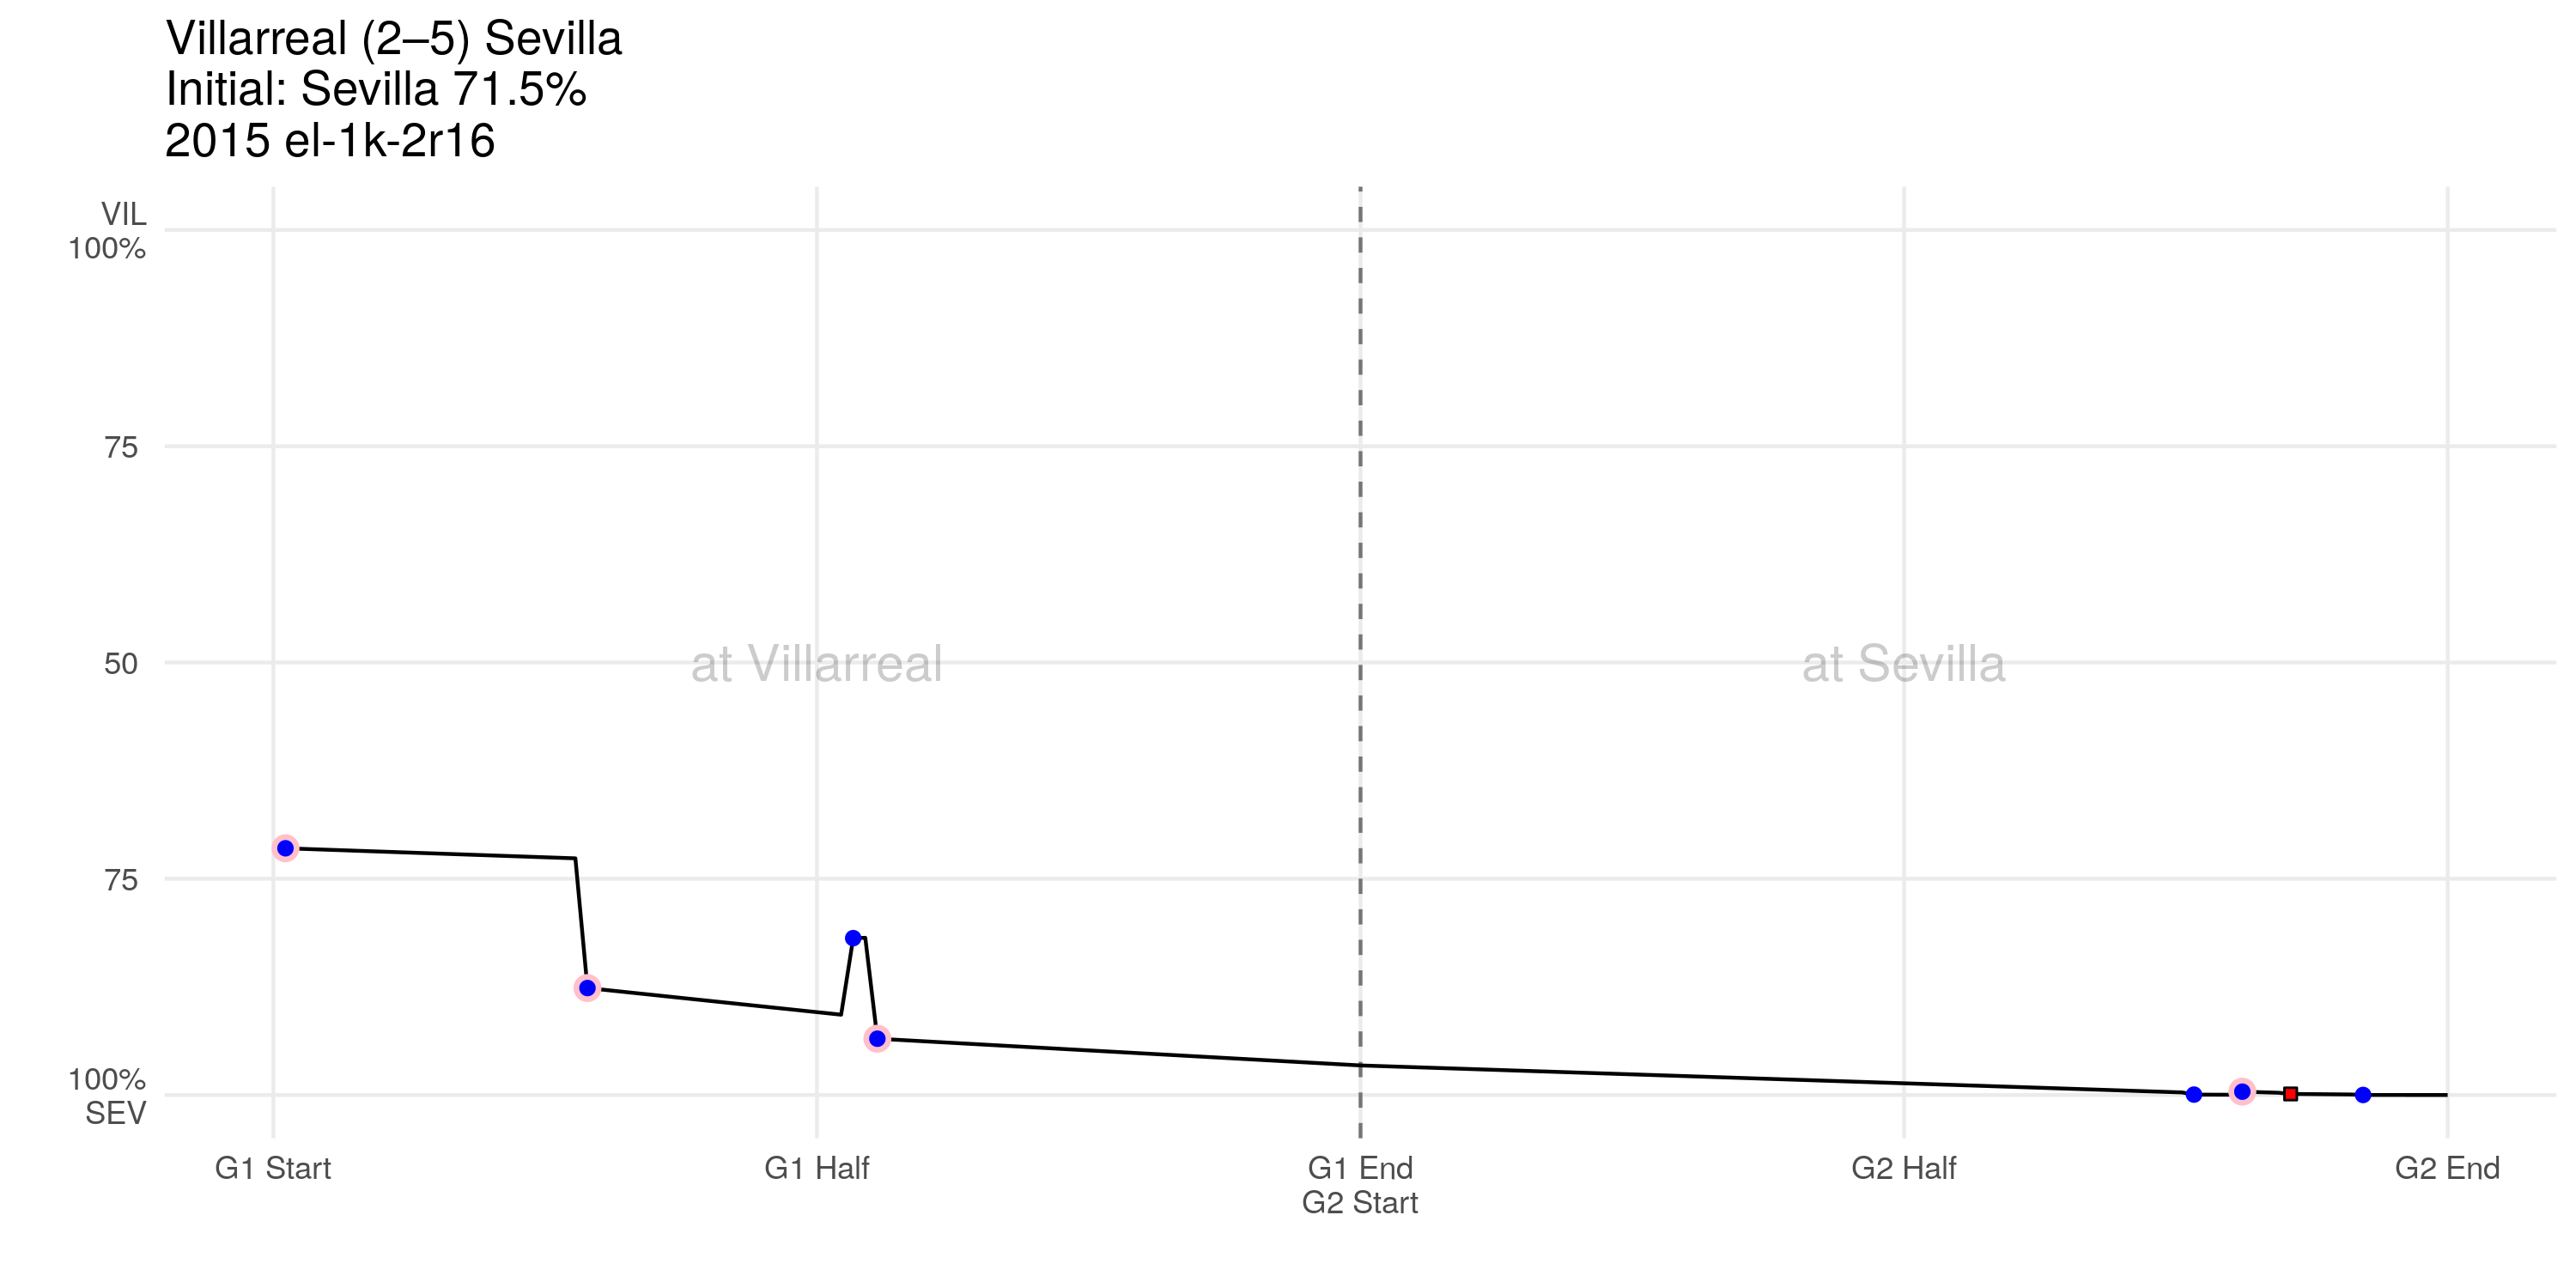 Villarreal (2–5) Sevilla
Initial: Sevilla 71.5%
2015 el-1k-2r16
VIL
100%
75
50
75
100%
SEV
at Villarreal
at Sevilla
G1 Start
G1 Half
G1 End
G2 Start
G2 Half
G2 End